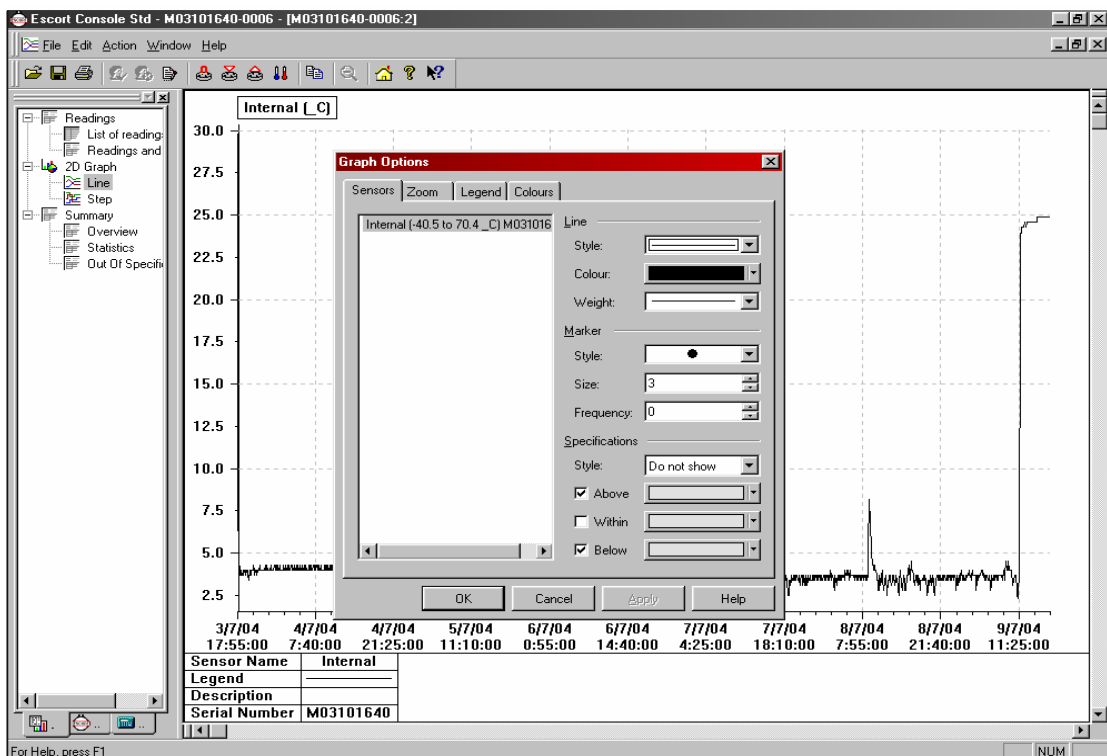 Escort Console Std - M03101640-0006 - [M03101640-0006:2]
File Edit Action Window Help
Readings
List of reading
Readings and
2D Graph
Line
Step
Summary
Overview
Statistics
Out Of Specifi
Internal (_C)
30.0
27.5
25.0
22.5
20.0
17.5
15.0
12.5
10.0
7.5
5.0
2.5
Graph Options
Sensors Zoom Legend Colours
Internal (-40.5 to 70.4 _C) M031016
Line
Style:
Colour:
Weight:
Marker
Style:
Size: 3
Frequency: 0
Specifications
Style: Do not show
Above
Within
Below
OK Cancel Apply Help
3/7/04 4/7/04 4/7/04 5/7/04 6/7/04 6/7/04 7/7/04 7/7/04 8/7/04 8/7/04 9/7/04
17:55:00 7:40:00 21:25:00 11:10:00 0:55:00 14:40:00 4:25:00 18:10:00 7:55:00 21:40:00 11:25:00
Sensor Name Internal
Legend
Description
Serial Number M03101640
For Help, press F1
NUM